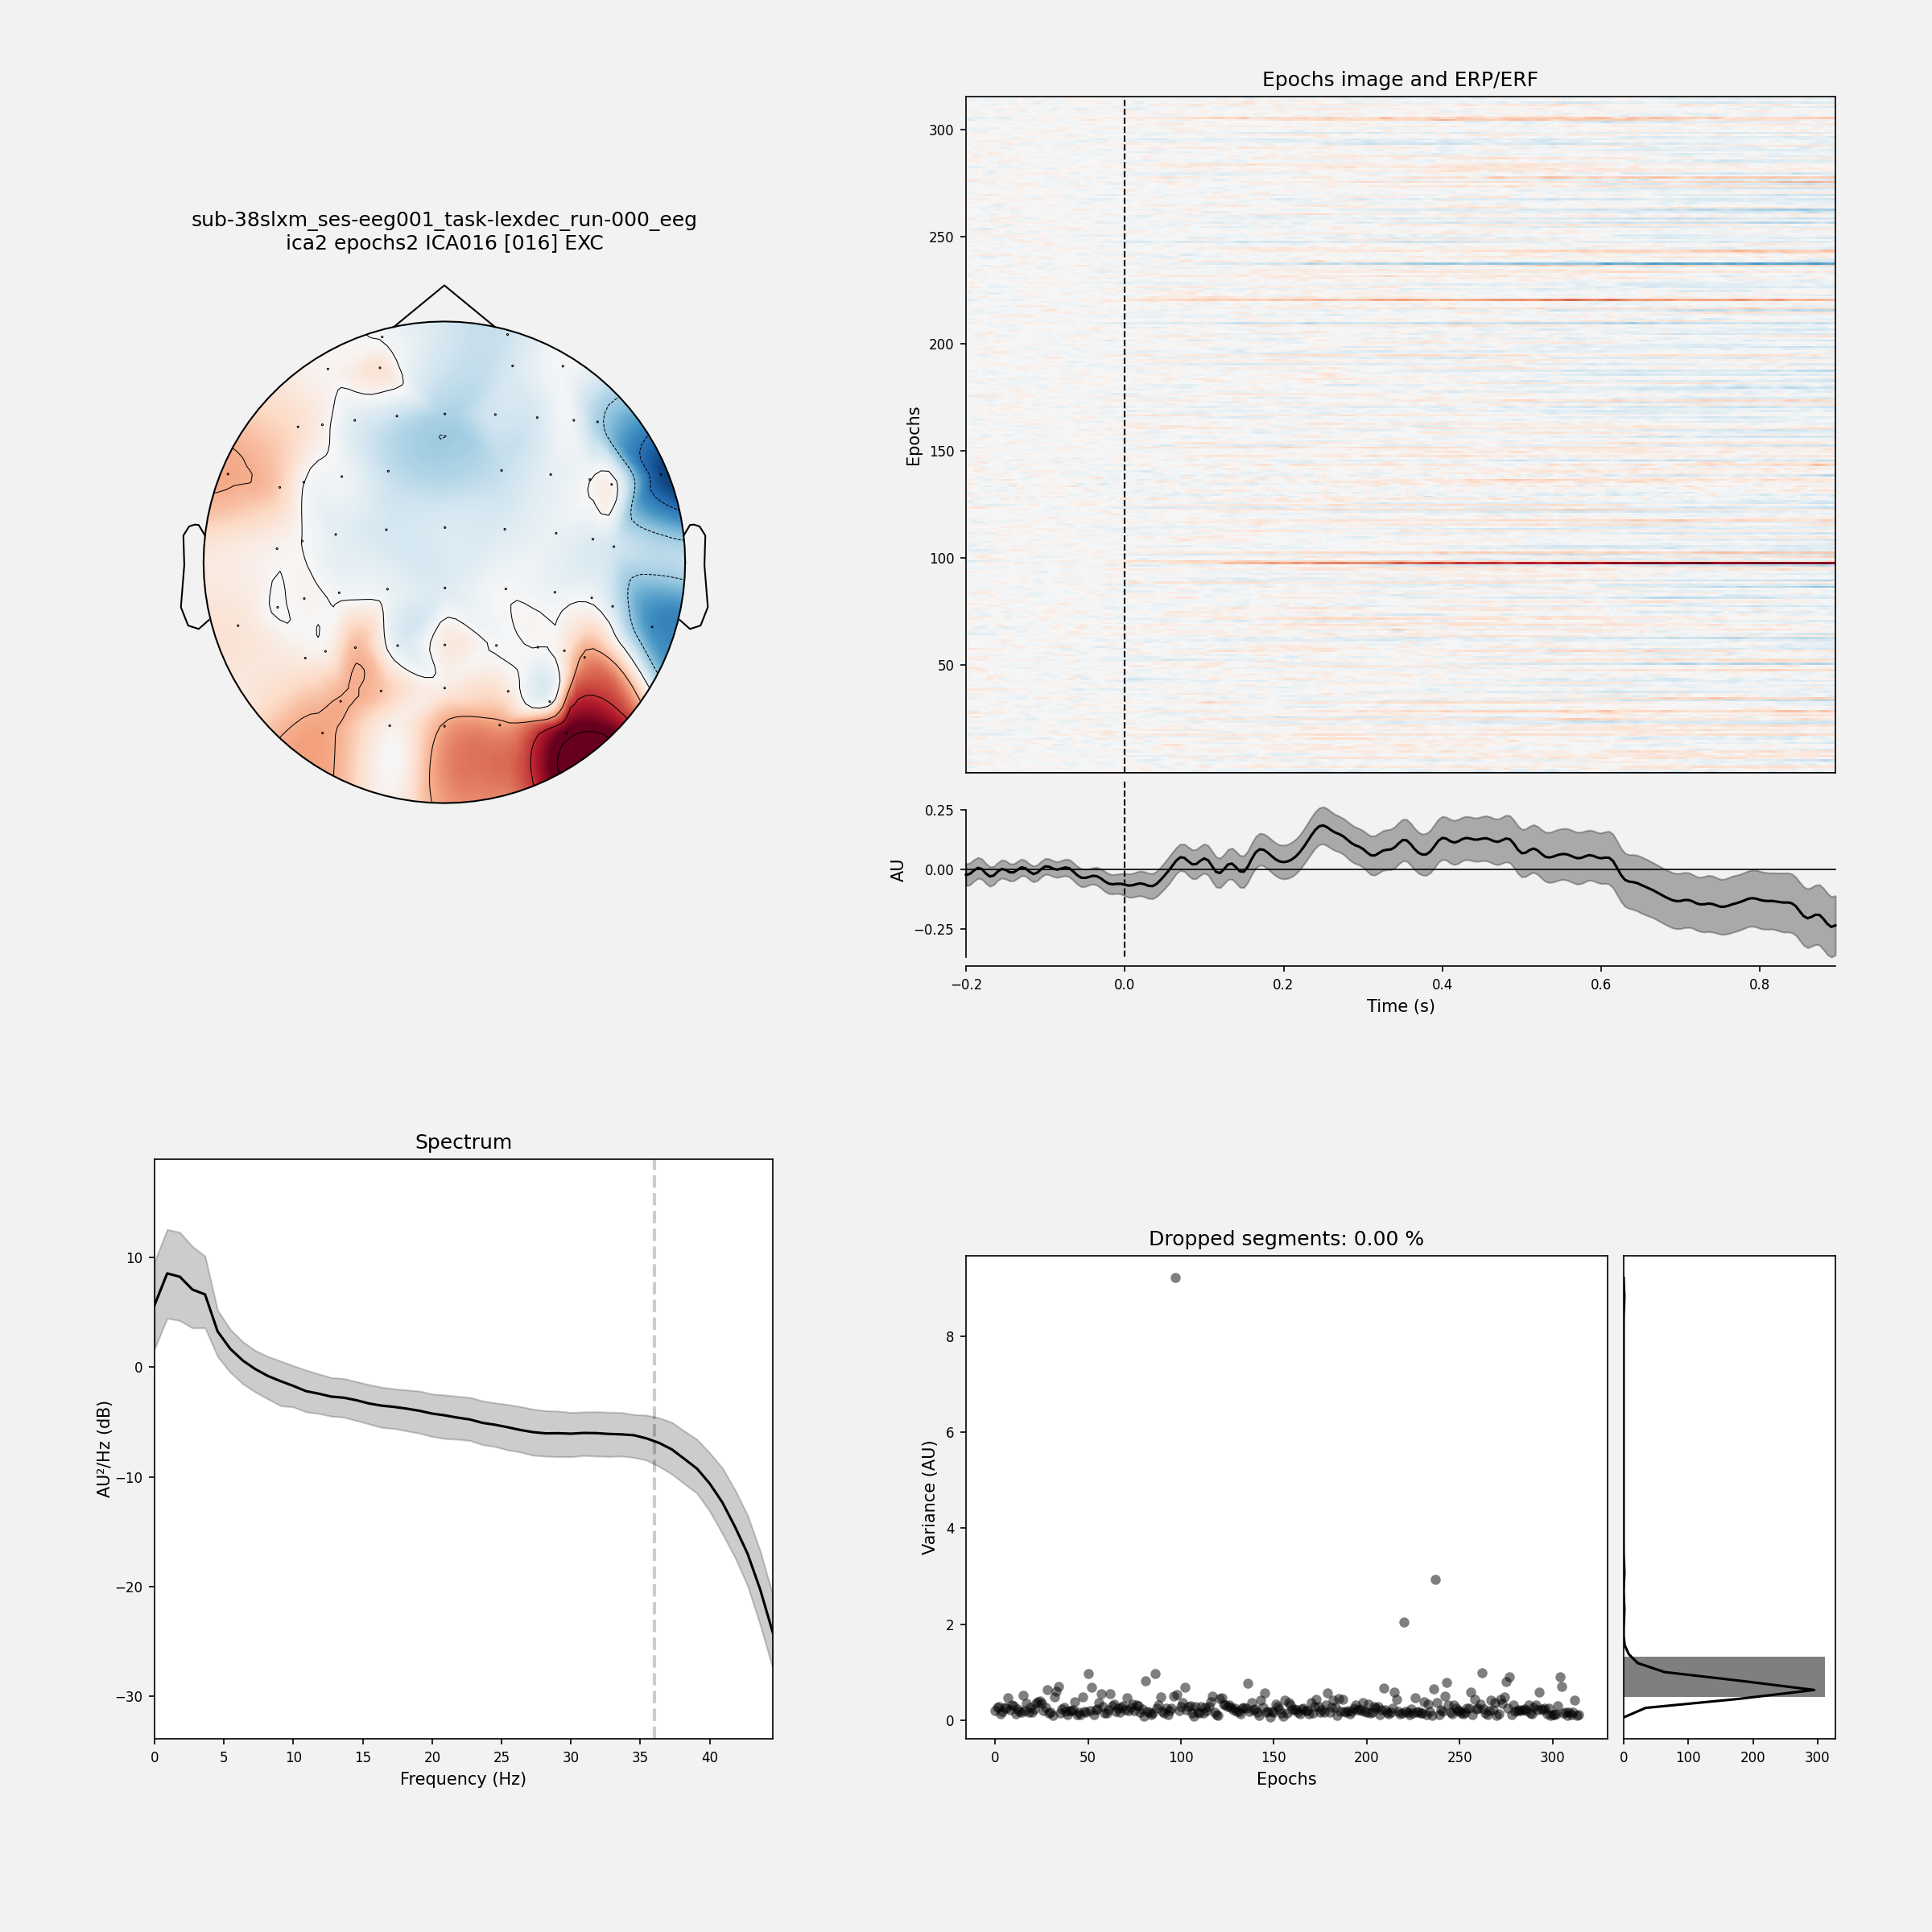 sub-38slxm_ses-eeg001_task-lexdec_run-000_eeg
ica2 epochs2 ICA016 [016] EXC
Epochs image and ERP/ERF
Epochs
300
250
200
150
100
50
AU
0.25
0.00
−0.25
−0.2 0.0 0.2 0.4 0.6 0.8
Time (s)
Spectrum
AU²/Hz (dB)
10
0
−10
−20
−30
0 5 10 15 20 25 30 35 40
Frequency (Hz)
Dropped segments: 0.00 %
Variance (AU)
8
6
4
2
0
0 50 100 150 200 250 300
Epochs
0 100 200 300